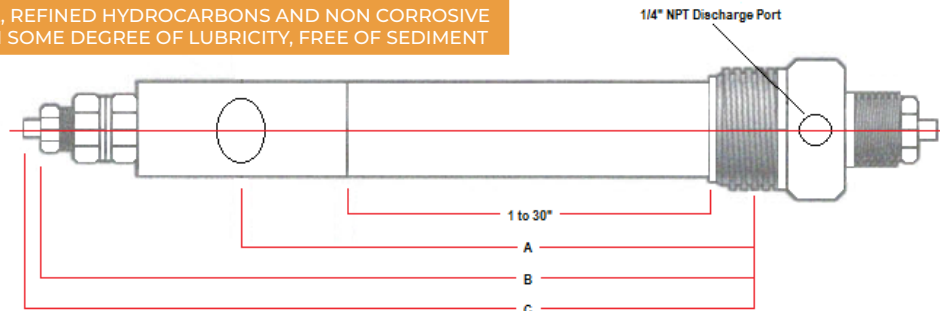 , REFINED HYDROCARBONS AND NON CORROSIVE
SOME DEGREE OF LUBRICITY, FREE OF SEDIMENT
1/4" NPT Discharge Port
1 to 30"
A
B
C